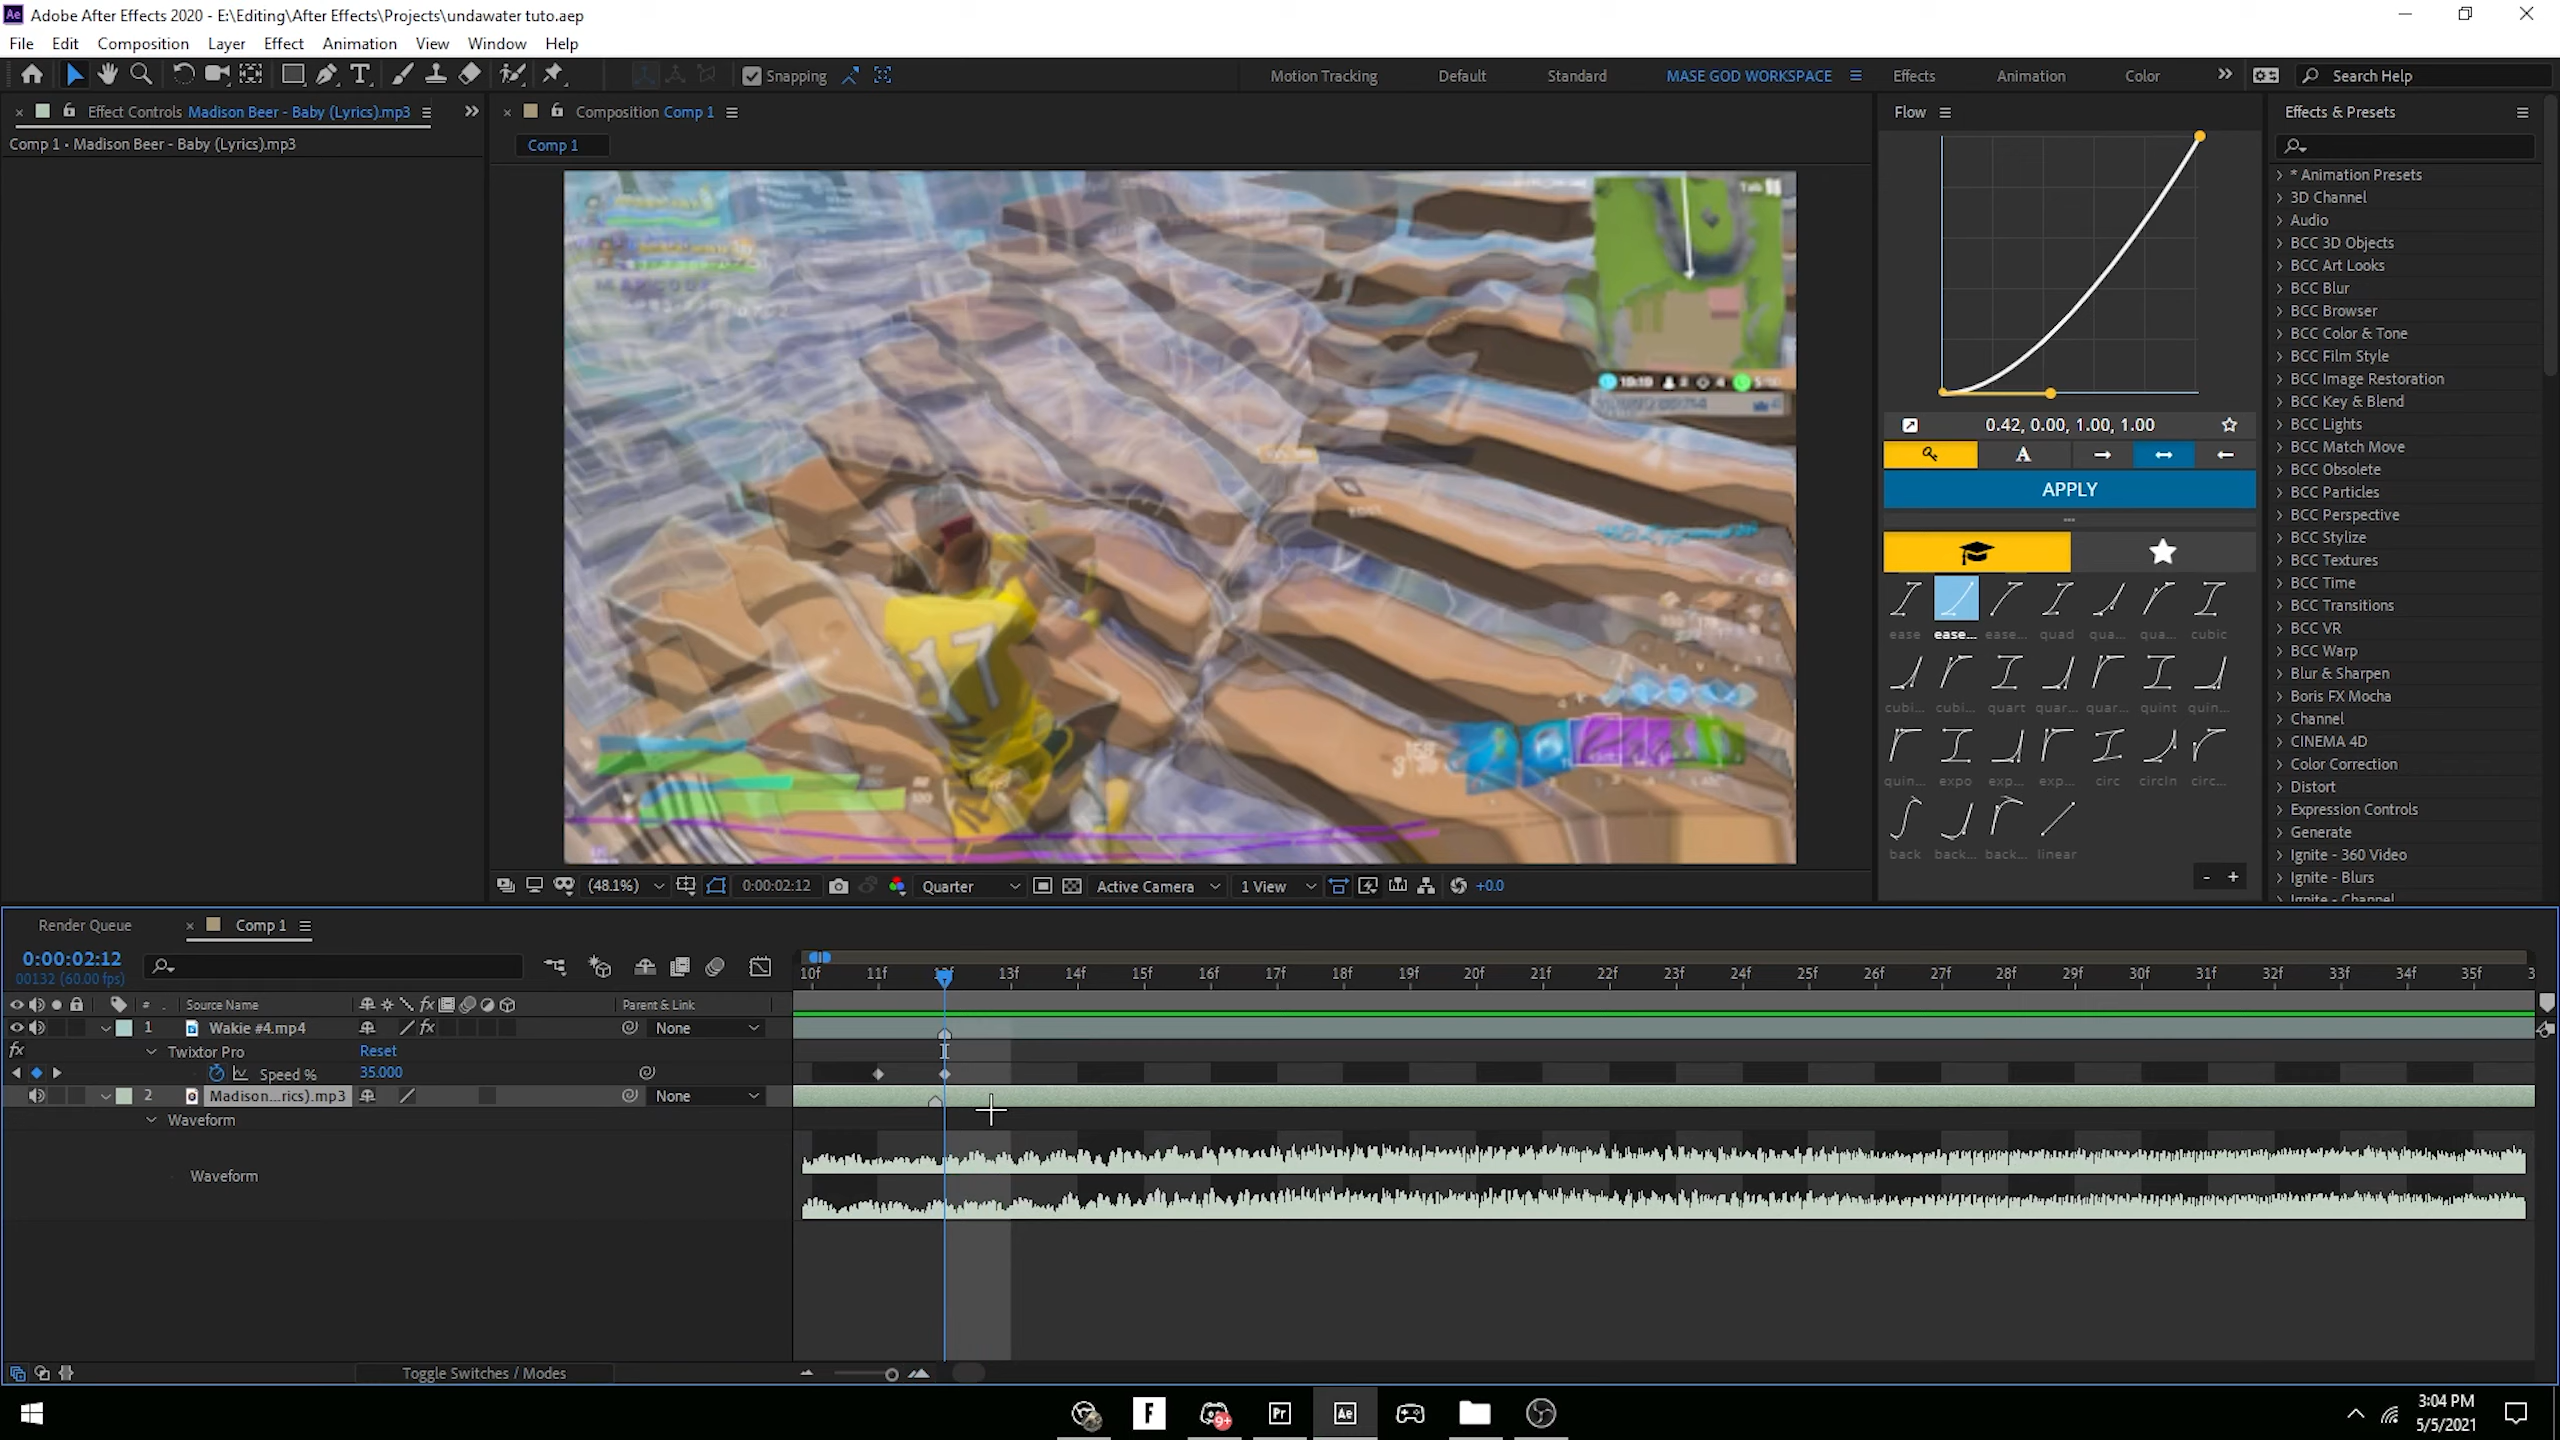 Adobe After Effects 2020 - E:\Editing\After Effects\Projects\undawater tuto.aep
File Edit Composition Layer Effect Animation View Window Help
Snapping Motion Tracking Default Standard MASE GOD WORKSPACE Effects Animation Color Search Help
Effect Controls Madison Beer - Baby (Lyrics).mp3
Comp 1 • Madison Beer - Baby (Lyrics).mp3
Composition Comp 1
Comp 1
17
(48.1%) 0:00:02:12 Quarter Active Camera 1 View +0.0
Flow
0.42, 0.00, 1.00, 1.00
A
APPLY
ease ease... ease... quad qua... qua... cubic
cubi... cubi... quart quar... quar... quint quin...
quin... expo exp... exp... circ circIn circ...
back back... back... linear
- +
Effects & Presets
* Animation Presets
3D Channel
Audio
BCC 3D Objects
BCC Art Looks
BCC Blur
BCC Browser
BCC Color & Tone
BCC Film Style
BCC Image Restoration
BCC Key & Blend
BCC Lights
BCC Match Move
BCC Obsolete
BCC Particles
BCC Perspective
BCC Stylize
BCC Textures
BCC Time
BCC Transitions
BCC VR
BCC Warp
Blur & Sharpen
Boris FX Mocha
Channel
CINEMA 4D
Color Correction
Distort
Expression Controls
Generate
Ignite - 360 Video
Ignite - Blurs
Ignite - Channel
Render Queue Comp 1
0:00:02:12
00132 (60.00 fps)
10f 11f 12f 13f 14f 15f 16f 17f 18f 19f 20f 21f 22f 23f 24f 25f 26f 27f 28f 29f 30f 31f 32f 33f 34f 35f 3
# . Source Name fx Parent & Link
1 Wakie #4.mp4 fx None
fx Twixtor Pro Reset
Speed % 35.000
2 Madison...rics).mp3 None
Waveform
Waveform
Toggle Switches / Modes
F 9+ Pr Ae
3:04 PM
5/5/2021